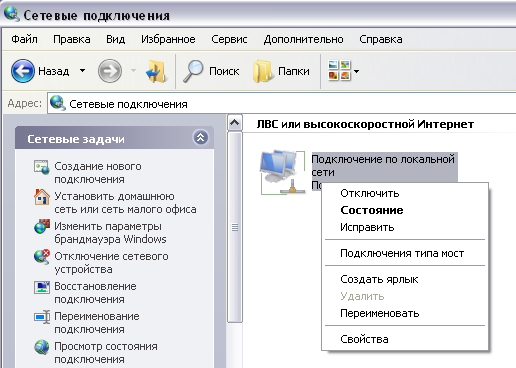 Сетевые подключения
Файл Правка Вид Избранное Сервис Дополнительно Справка
Назад Поиск Папки
Адрес: Сетевые подключения
Сетевые задачи
Создание нового
подключения
Установить домашнюю
сеть или сеть малого офиса
Изменить параметры
брандмауэра Windows
Отключение сетевого
устройства
Восстановление
подключения
Переименование
подключения
Просмотр состояния
подключения
ЛВС или высокоскоростной Интернет
Подключение по локальной
сети
Отключить
Состояние
Исправить
Подключения типа мост
Создать ярлык
Удалить
Переименовать
Свойства